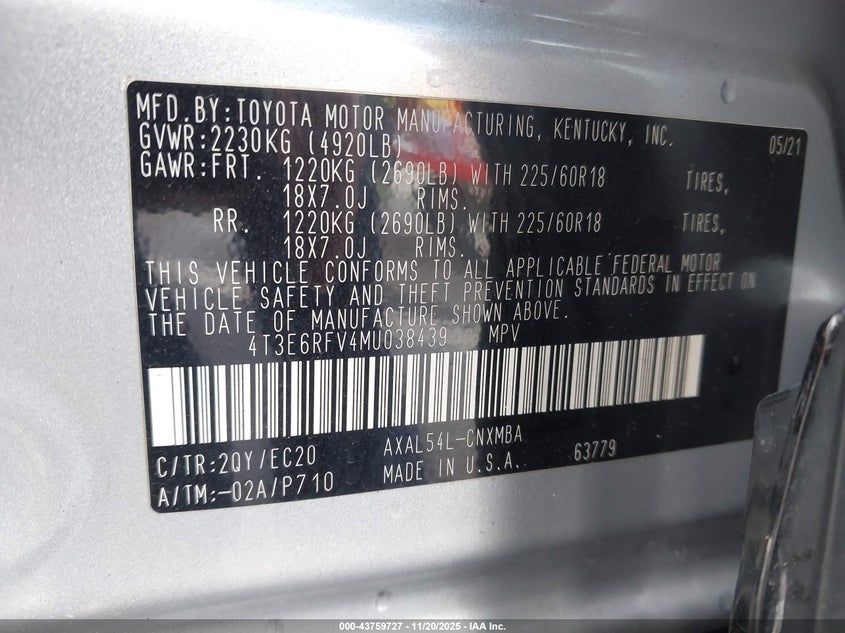 MFD.BY:TOYOTA MOTOR MANUFACTURING, KENTUCKY, INC. 05/21
GVWR:2230KG (4920LB)
GAWR:FRT. 1220KG (2690LB) WITH 225/60R18 TIRES,
18X7.0J RIMS.
RR. 1220KG (2690LB) WITH 225/60R18 TIRES,
18X7.0J RIMS.
THIS VEHICLE CONFORMS TO ALL APPLICABLE FEDERAL MOTOR
VEHICLE SAFETY AND THEFT PREVENTION STANDARDS IN EFFECT ON
THE DATE OF MANUFACTURE SHOWN ABOVE.
4T3E6RFV4MU038439 MPV
C/TR:2QY/EC20 AXAL54L-CNXMBA 63779
A/TM:-02A/P710 MADE IN U.S.A.
000-43759727 - 11/20/2025 - IAA Inc.